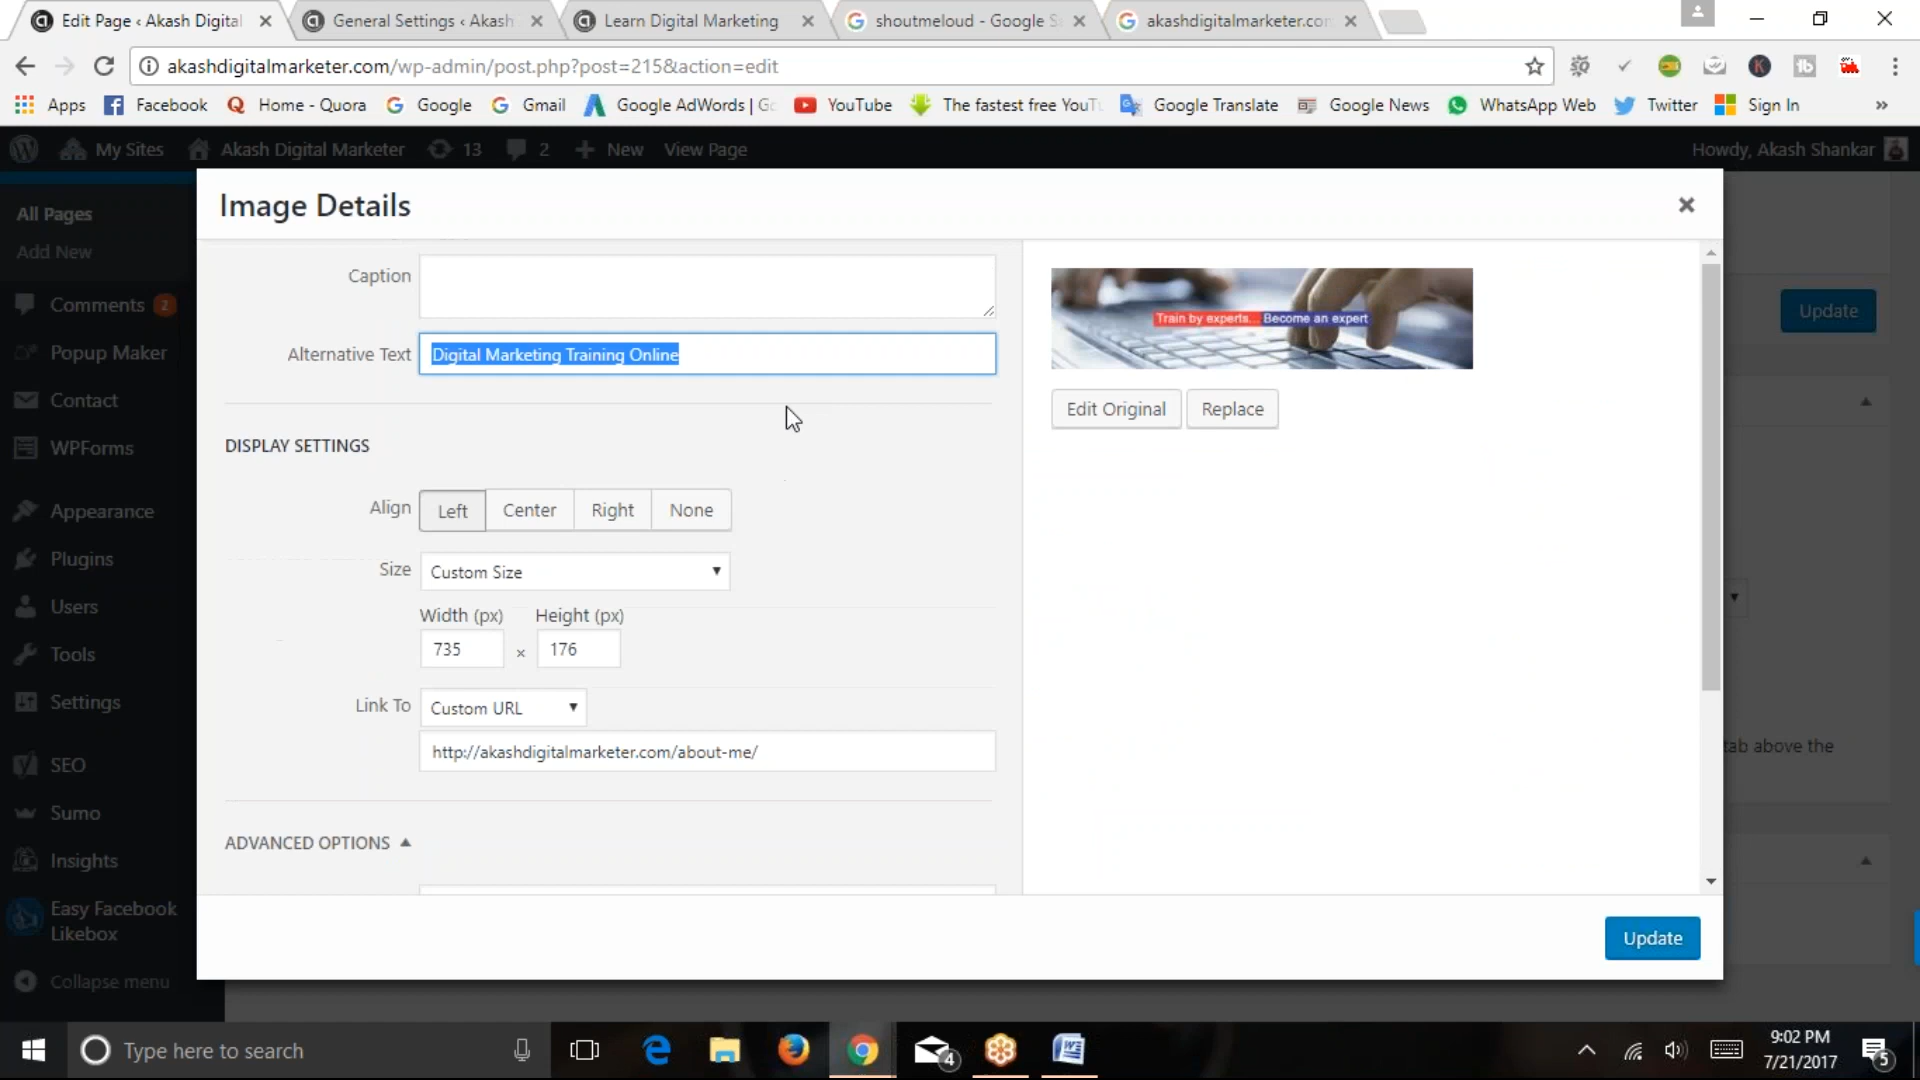 Edit Page ‹ Akash Digital
General Settings ‹ Akash
Learn Digital Marketing
shoutmeloud - Google S
akashdigitalmarketer.com
akashdigitalmarketer.com/wp-admin/post.php?post=215&action=edit
Apps
Facebook
Home - Quora
Google
Gmail
Google AdWords | Go
YouTube
The fastest free YouTu
Google Translate
Google News
WhatsApp Web
Twitter
Sign In
»
My Sites
Akash Digital Marketer
13
2
New
View Page
Howdy, Akash Shankar
All Pages
Add New
Comments 2
Popup Maker
Contact
WPForms
Appearance
Plugins
Users
Tools
Settings
SEO
Sumo
Insights
Easy Facebook
Likebox
Collapse menu
Image Details
Caption
Alternative Text
Digital Marketing Training Online
DISPLAY SETTINGS
Align
Left
Center
Right
None
Size
Custom Size
Width (px)
Height (px)
735
×
176
Link To
Custom URL
http://akashdigitalmarketer.com/about-me/
ADVANCED OPTIONS
Train by experts... Become an expert
Edit Original
Replace
Update
Update
tab above the
Type here to search
4
9:02 PM
7/21/2017
5